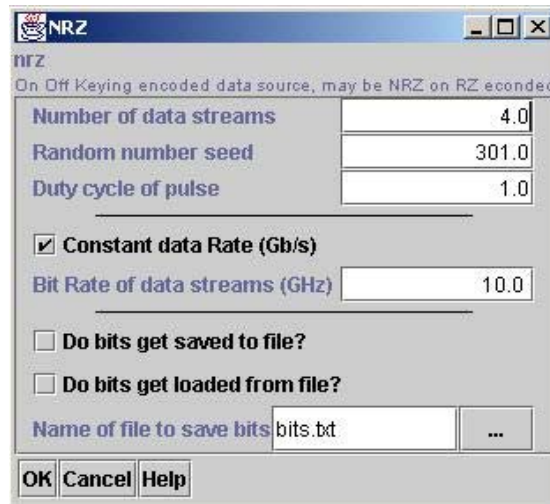 NRZ
nrz
On Off Keying encoded data source, may be NRZ on RZ econded
Number of data streams 4.0
Random number seed 301.0
Duty cycle of pulse 1.0
Constant data Rate (Gb/s)
Bit Rate of data streams (GHz) 10.0
Do bits get saved to file?
Do bits get loaded from file?
Name of file to save bits bits.txt ...
OK Cancel Help